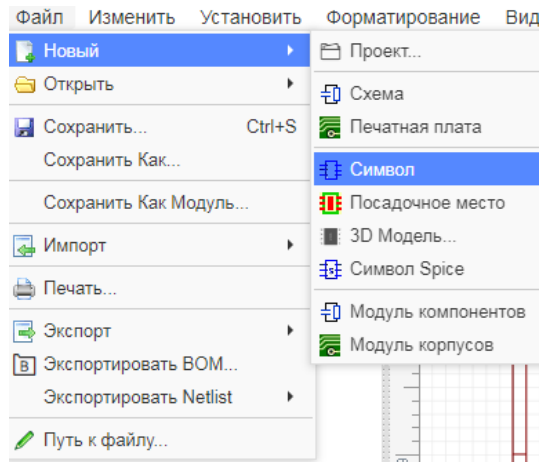 Файл Изменить Установить Форматирование Вид
Новый
Открыть
Сохранить... Ctrl+S
Сохранить Как...
Сохранить Как Модуль...
Импорт
Печать...
Экспорт
Экспортировать BOM...
Экспортировать Netlist
Путь к файлу...
Проект...
Схема
Печатная плата
Символ
Посадочное место
3D Модель...
Символ Spice
Модуль компонентов
Модуль корпусов